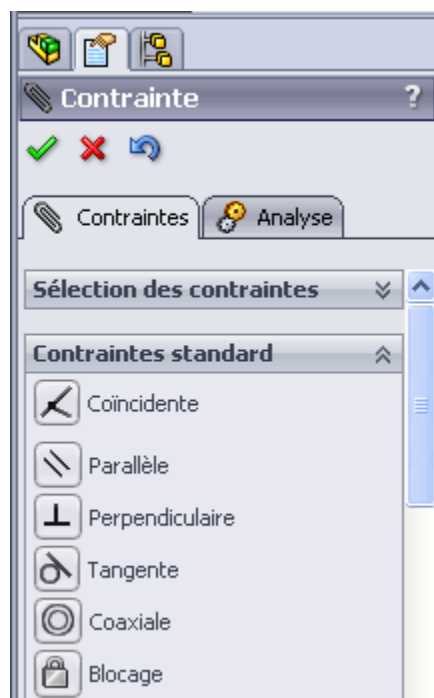 Contrainte ?
Contraintes Analyse
Sélection des contraintes
Contraintes standard
Coïncidente
Parallèle
Perpendiculaire
Tangente
Coaxiale
Blocage